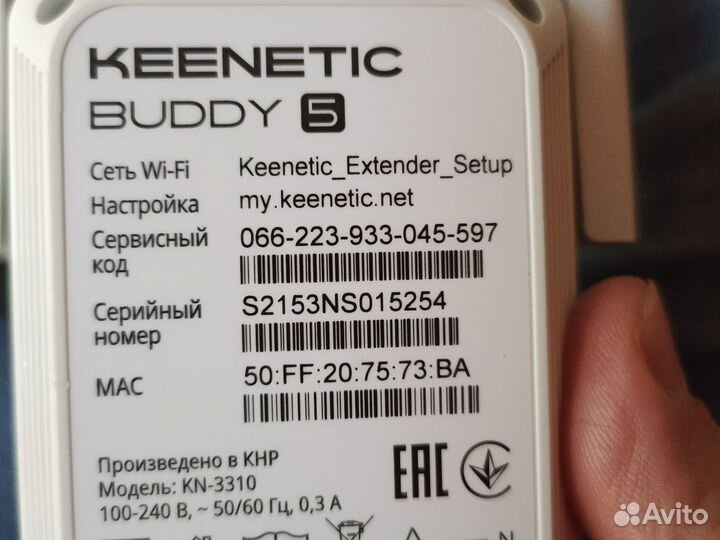 KEENETIC
BUDDY 5
Сеть Wi-Fi Keenetic_Extender_Setup
Настройка my.keenetic.net
Сервисный код 066-223-933-045-597
Серийный номер S2153NS015254
MAC 50:FF:20:75:73:BA
Произведено в КНР
Модель: KN-3310
100-240 В, ~ 50/60 Гц, 0,3 А
EAC
Avito